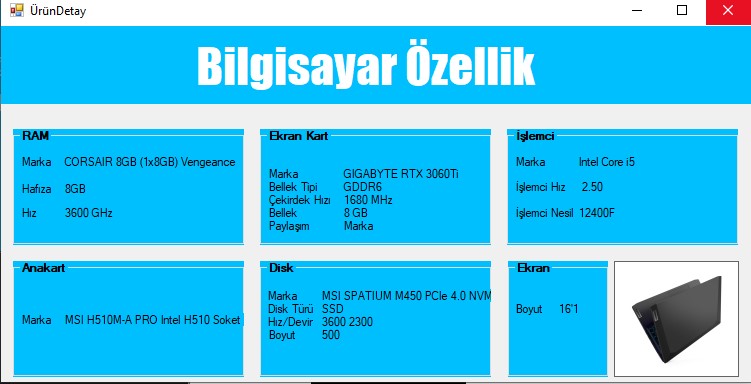 ÜrünDetay
Bilgisayar Özellik
RAM
Marka CORSAIR 8GB (1x8GB) Vengeance
Hafıza 8GB
Hız 3600 GHz
Ekran Kart
Marka GIGABYTE RTX 3060Ti
Bellek Tipi GDDR6
Çekirdek Hızı 1680 MHz
Bellek 8 GB
Paylaşım Marka
İşlemci
Marka Intel Core i5
İşlemci Hız 2.50
İşlemci Nesil 12400F
Anakart
Marka MSI H510M-A PRO Intel H510 Soket
Disk
Marka MSI SPATIUM M450 PCIe 4.0 NVM
Disk Türü SSD
Hız/Devir 3600 2300
Boyut 500
Ekran
Boyut 16'1